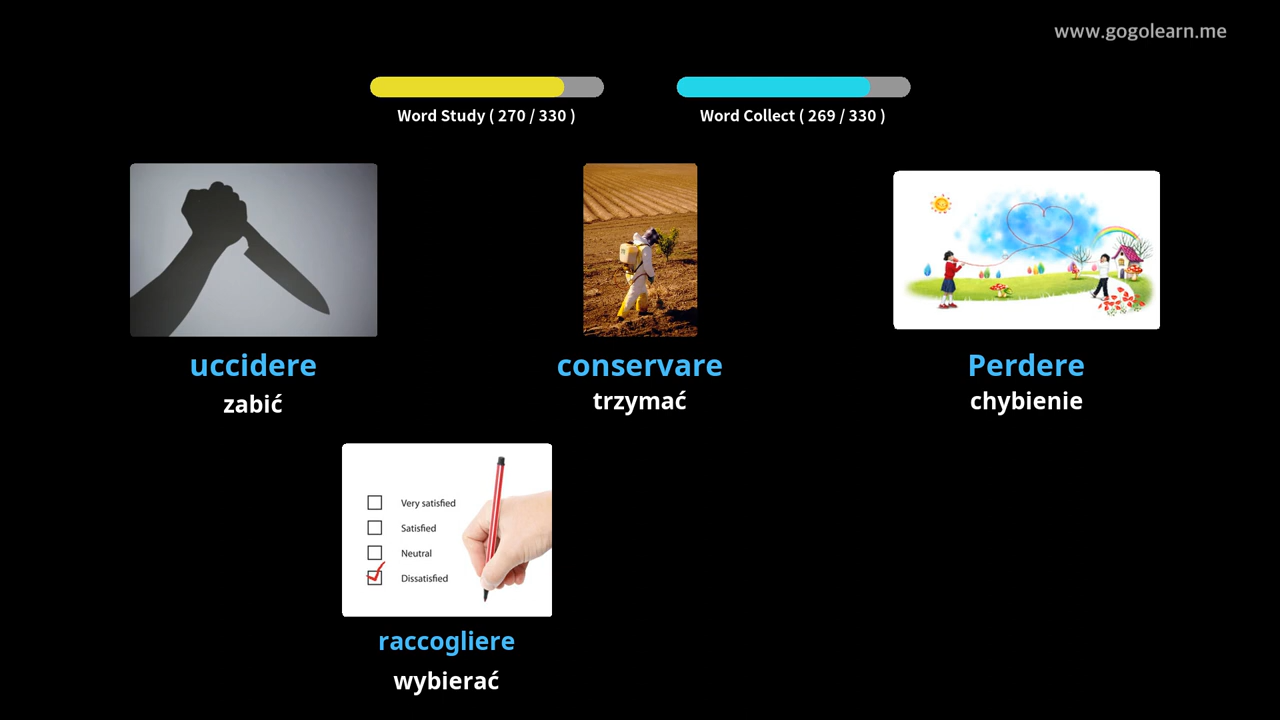 www.gogolearn.me
Word Study ( 270 / 330 )
Word Collect ( 269 / 330 )
uccidere
zabić
conservare
trzymać
Perdere
chybienie
Very satisfied
Satisfied
Neutral
Dissatisfied
raccogliere
wybierać